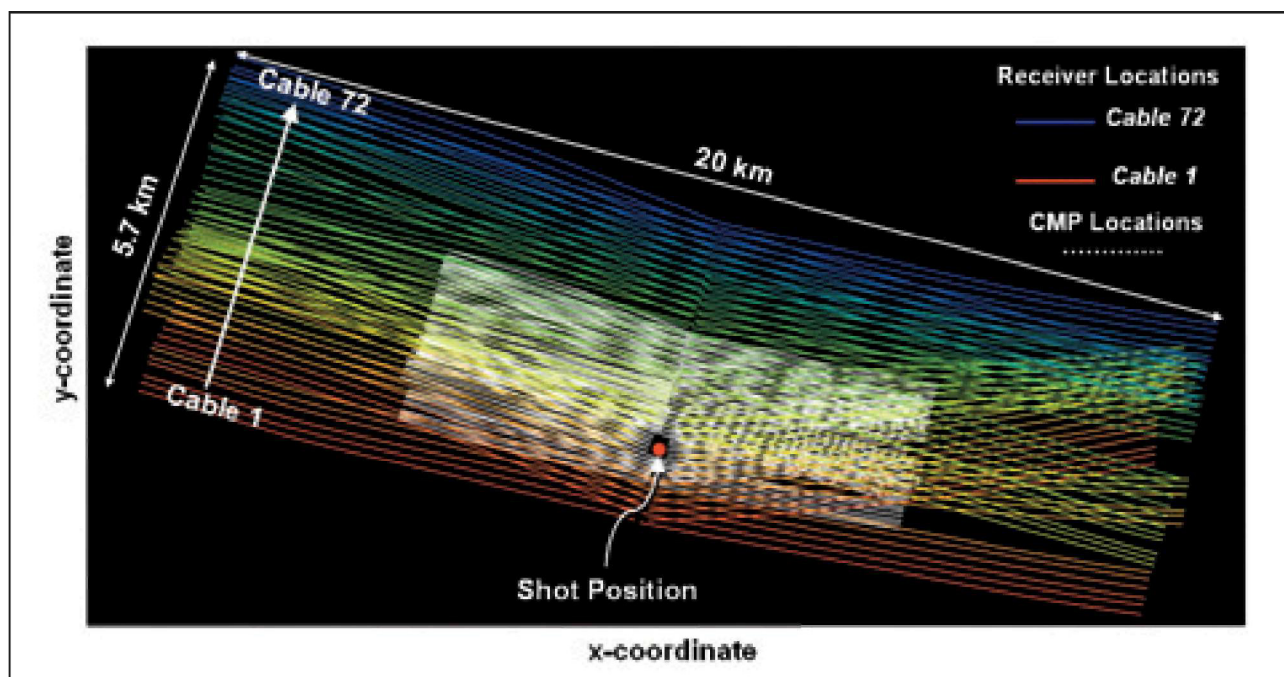 Cable 72
Receiver Locations
Cable 72
20 km
Cable 1
5.7 km
CMP Locations
y-coordinate
Cable 1
Shot Position
x-coordinate